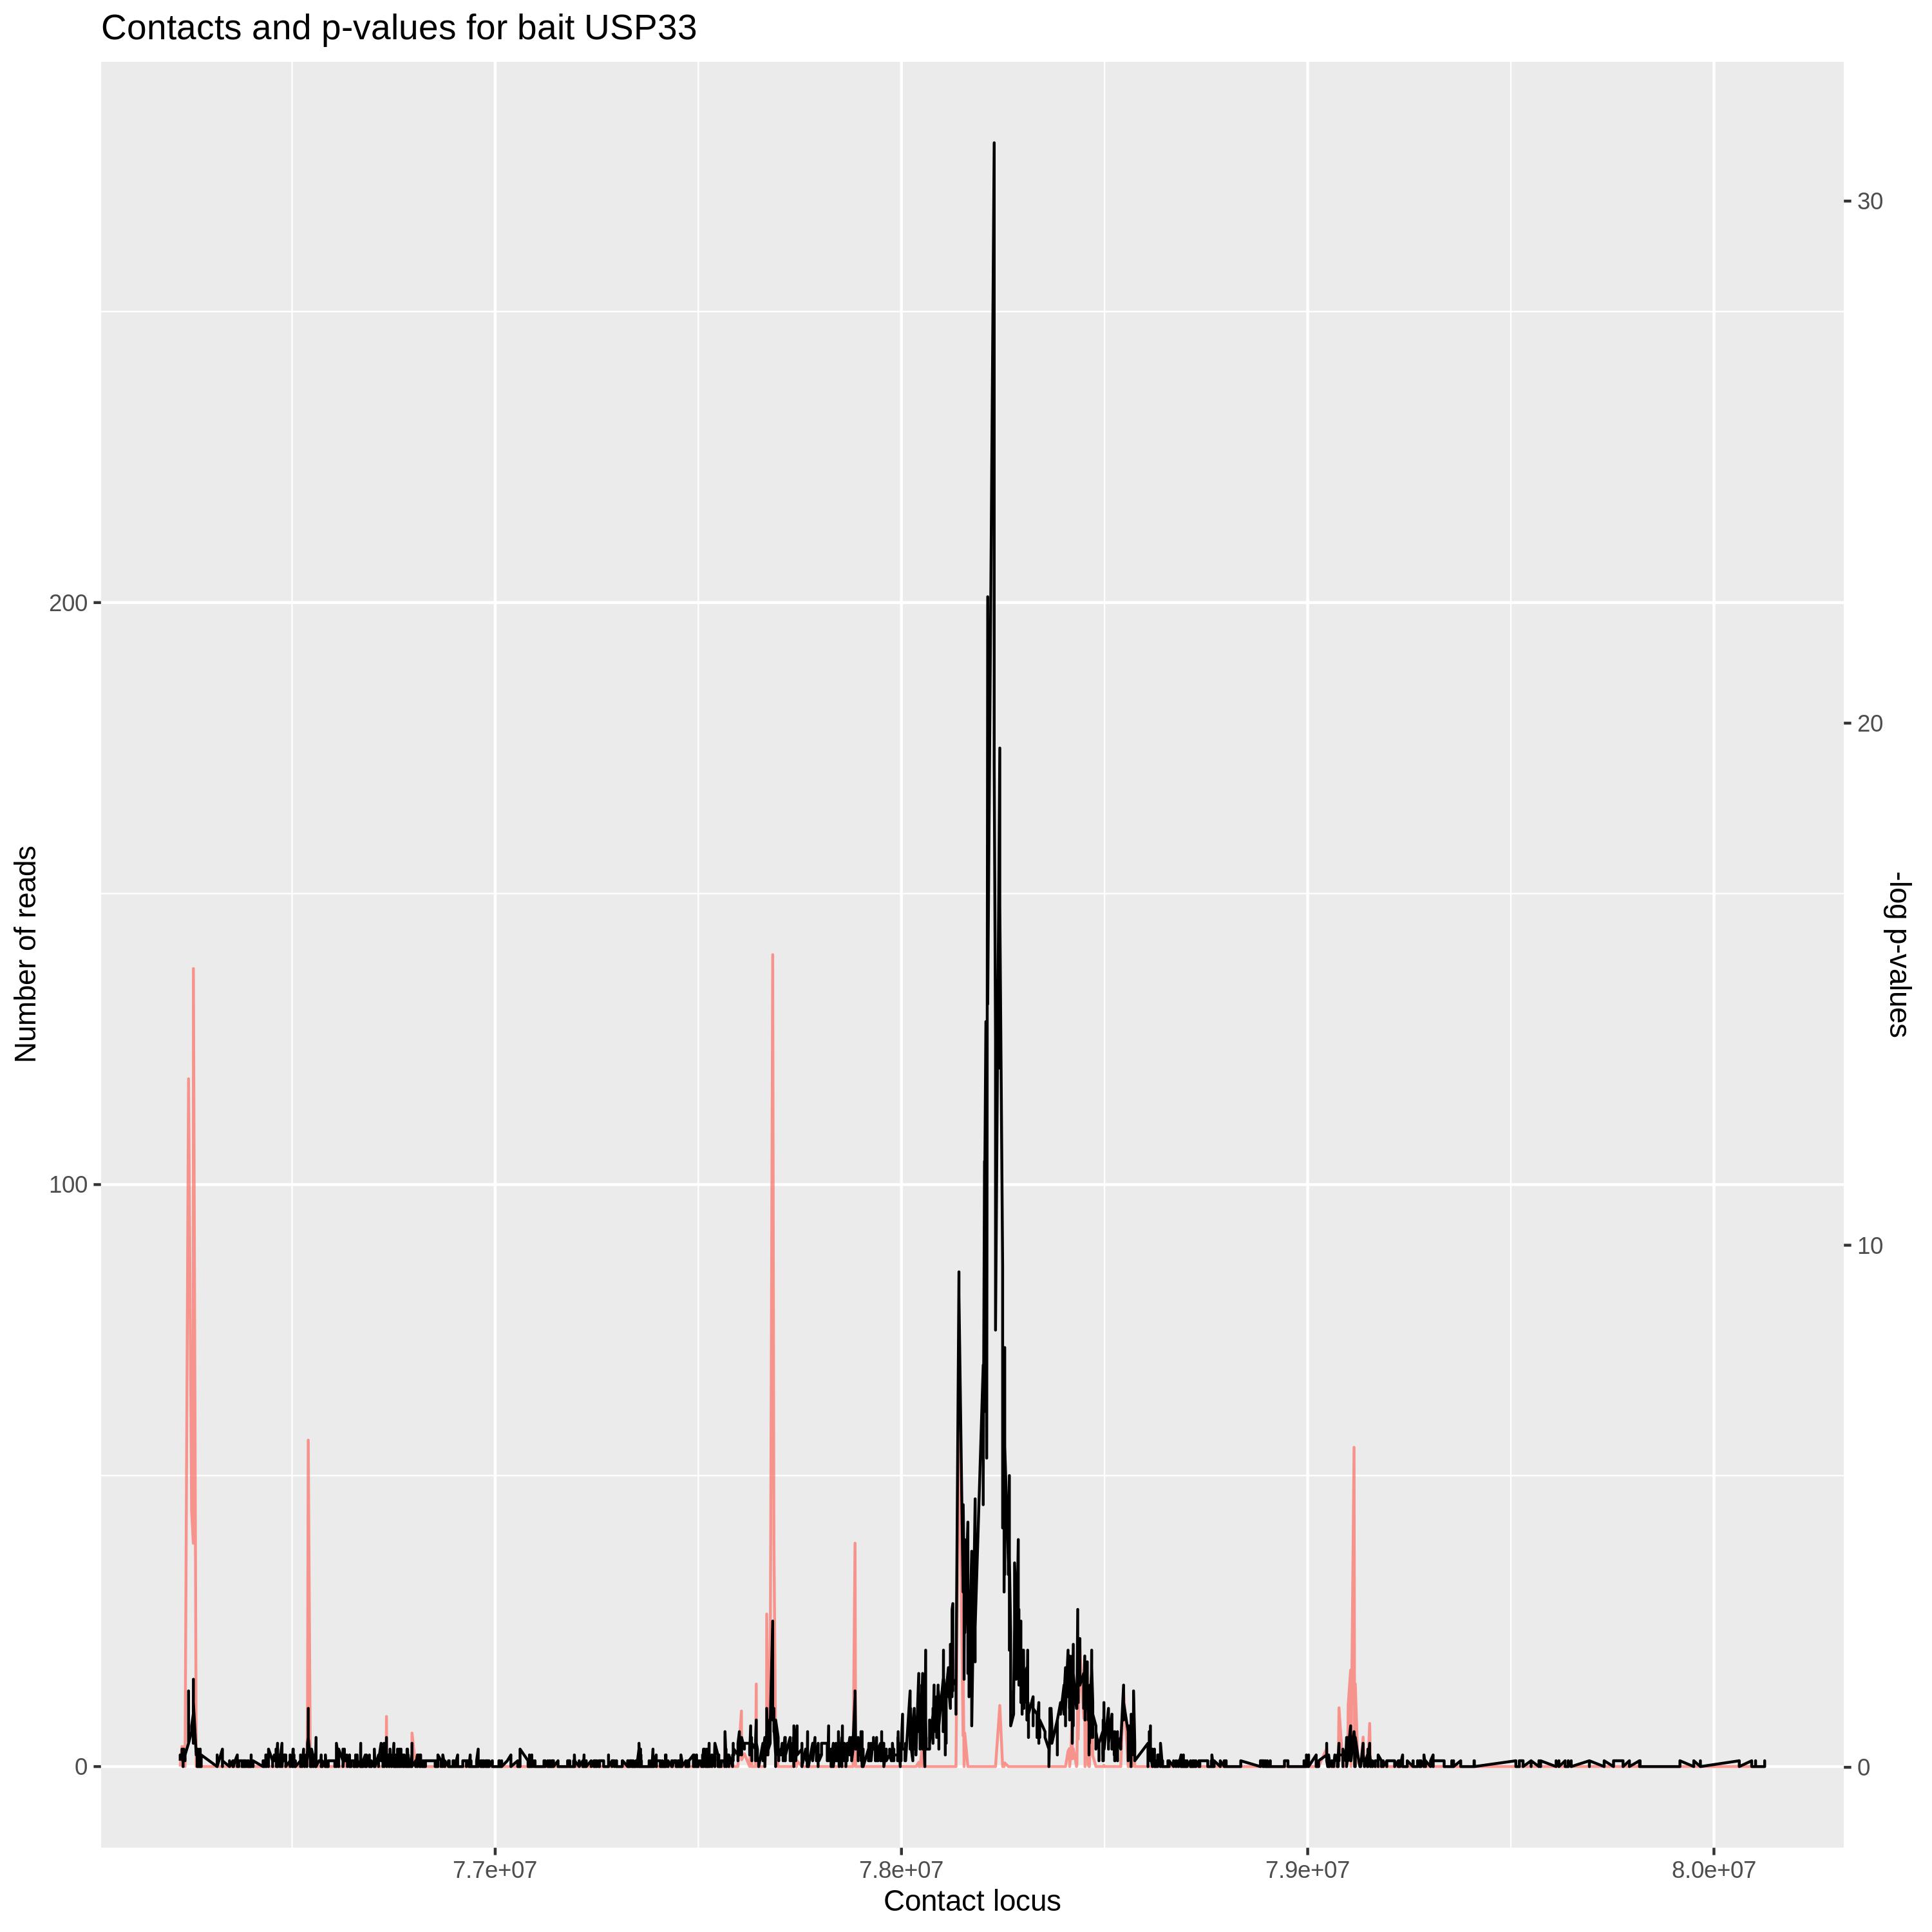 Contacts and p-values for bait USP33
Number of reads
-log p-values
200
100
0
30
20
10
0
7.7e+07
7.8e+07
7.9e+07
8.0e+07
Contact locus